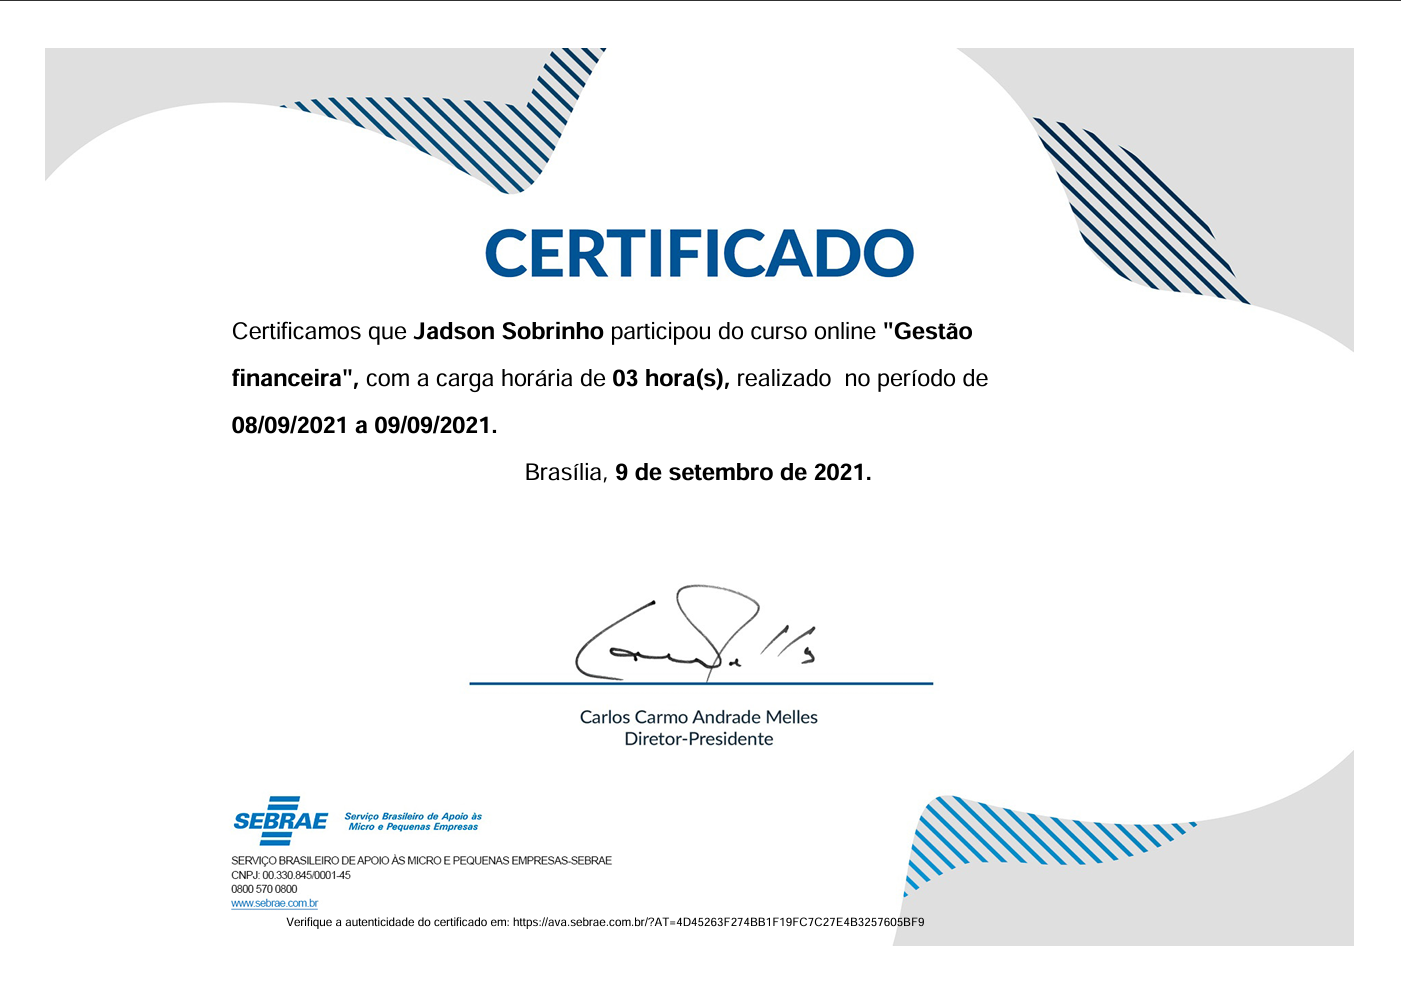 CERTIFICADO
Certificamos que Jadson Sobrinho participou do curso online "Gestão
financeira", com a carga horária de 03 hora(s), realizado  no período de
08/09/2021 a 09/09/2021.
Brasília, 9 de setembro de 2021.
Carlos Carmo Andrade Melles
Diretor-Presidente
SEBRAE
Serviço Brasileiro de Apoio às
Micro e Pequenas Empresas
SERVIÇO BRASILEIRO DE APOIO ÀS MICRO E PEQUENAS EMPRESAS-SEBRAE
CNPJ: 00.330.845/0001-45
0800 570 0800
www.sebrae.com.br
Verifique a autenticidade do certificado em: https://ava.sebrae.com.br/?AT=4D45263F274BB1F19FC7C27E4B3257605BF9